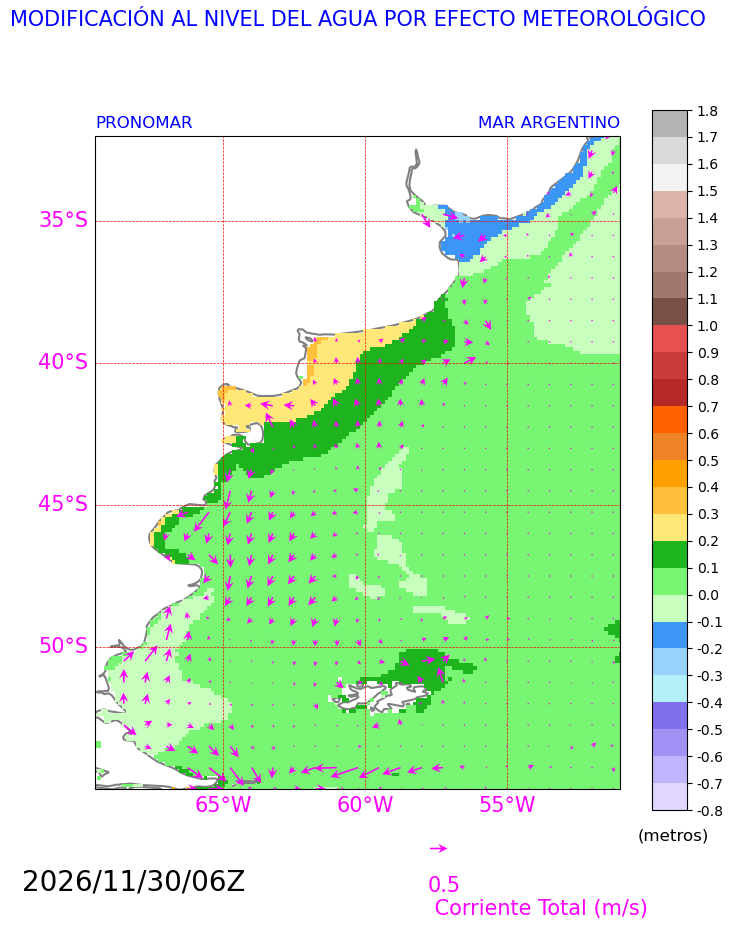 MODIFICACIÓN AL NIVEL DEL AGUA POR EFECTO METEOROLÓGICO
PRONOMAR
MAR ARGENTINO
35°S
40°S
45°S
50°S
65°W
60°W
55°W
1.8
1.7
1.6
1.5
1.4
1.3
1.2
1.1
1.0
0.9
0.8
0.7
0.6
0.5
0.4
0.3
0.2
0.1
0.0
-0.1
-0.2
-0.3
-0.4
-0.5
-0.6
-0.7
-0.8
(metros)
2026/11/30/06Z
0.5
Corriente Total (m/s)